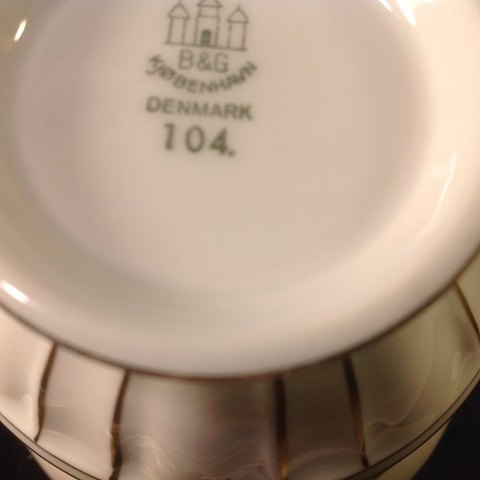 B&G
KJØBENHAVN
DENMARK
104.